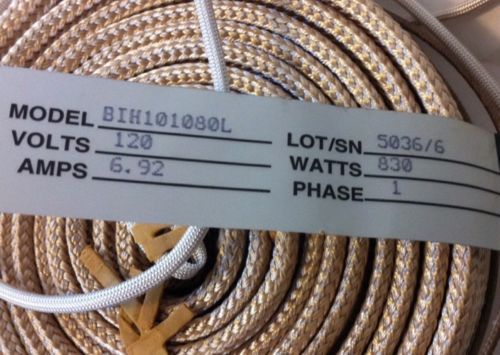 MODEL BIH101080L
VOLTS 120
AMPS 6.92
LOT/SN 5036/6
WATTS 830
PHASE 1